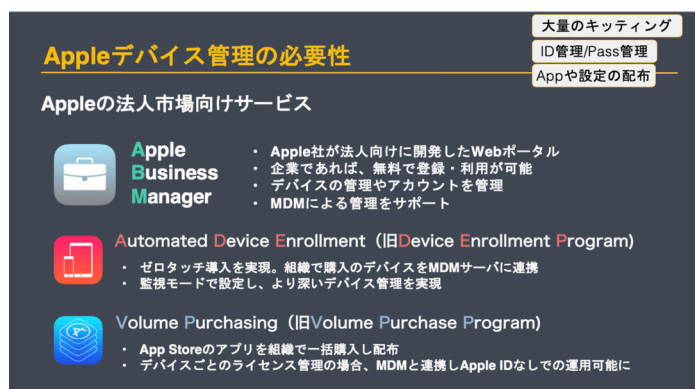 大量のキッティング
ID管理/Pass管理
Appや設定の配布
Appleデバイス管理の必要性
Appleの法人市場向けサービス
Apple
Business
Manager
・ Apple社が法人向けに開発したWebポータル
・ 企業であれば、無料で登録・利用が可能
・ デバイスの管理やアカウントを管理
・ MDMによる管理をサポート
Automated Device Enrollment（旧Device Enrollment Program)
・ ゼロタッチ導入を実現。組織で購入のデバイスをMDMサーバに連携
・ 監視モードで設定し、より深いデバイス管理を実現
Volume Purchasing（旧Volume Purchase Program)
・ App Storeのアプリを組織で一括購入し配布
・ デバイスごとのライセンス管理の場合、MDMと連携しApple IDなしでの運用可能に